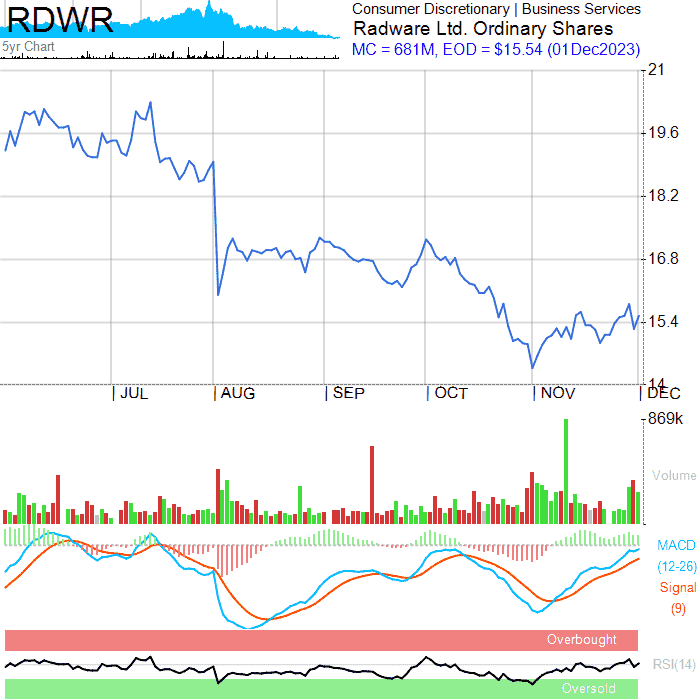 RDWR
5yr Chart
Consumer Discretionary | Business Services
Radware Ltd. Ordinary Shares
MC = 681M, EOD = $15.54 (01Dec2023)
21
19.6
18.2
16.8
15.4
14
JUL AUG SEP OCT NOV DEC
869k
Volume
MACD
(12-26)
Signal
(9)
Overbought
RSI(14)
Oversold